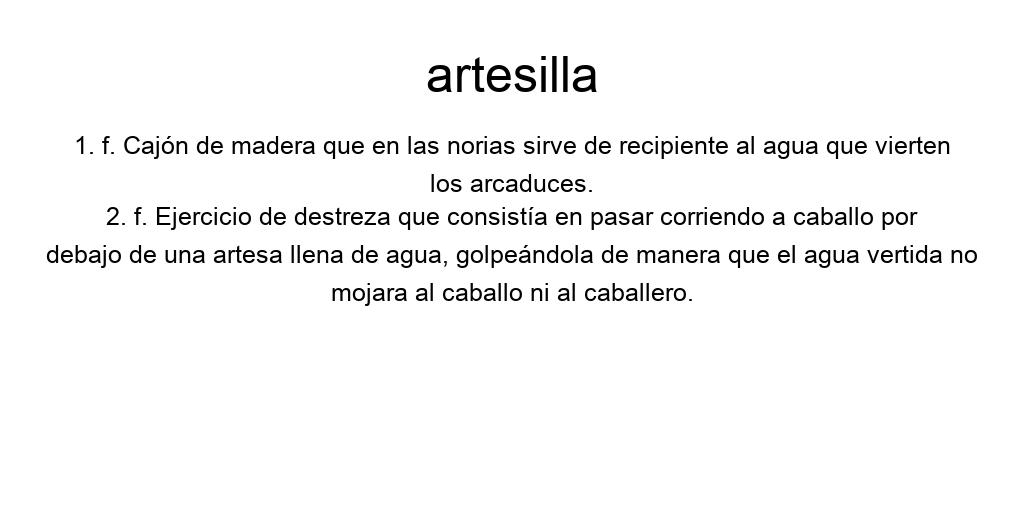 artesilla
1. f. Cajón de madera que en las norias sirve de recipiente al agua que vierten
los arcaduces.
2. f. Ejercicio de destreza que consistía en pasar corriendo a caballo por
debajo de una artesa llena de agua, golpeándola de manera que el agua vertida no
mojara al caballo ni al caballero.